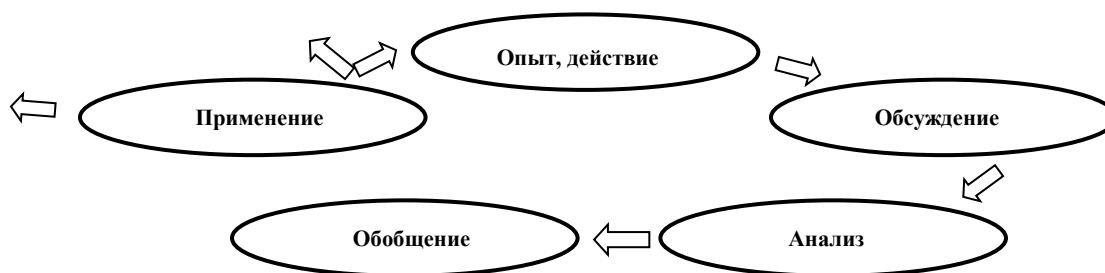 Опыт, действие
Применение
Обсуждение
Обобщение
Анализ